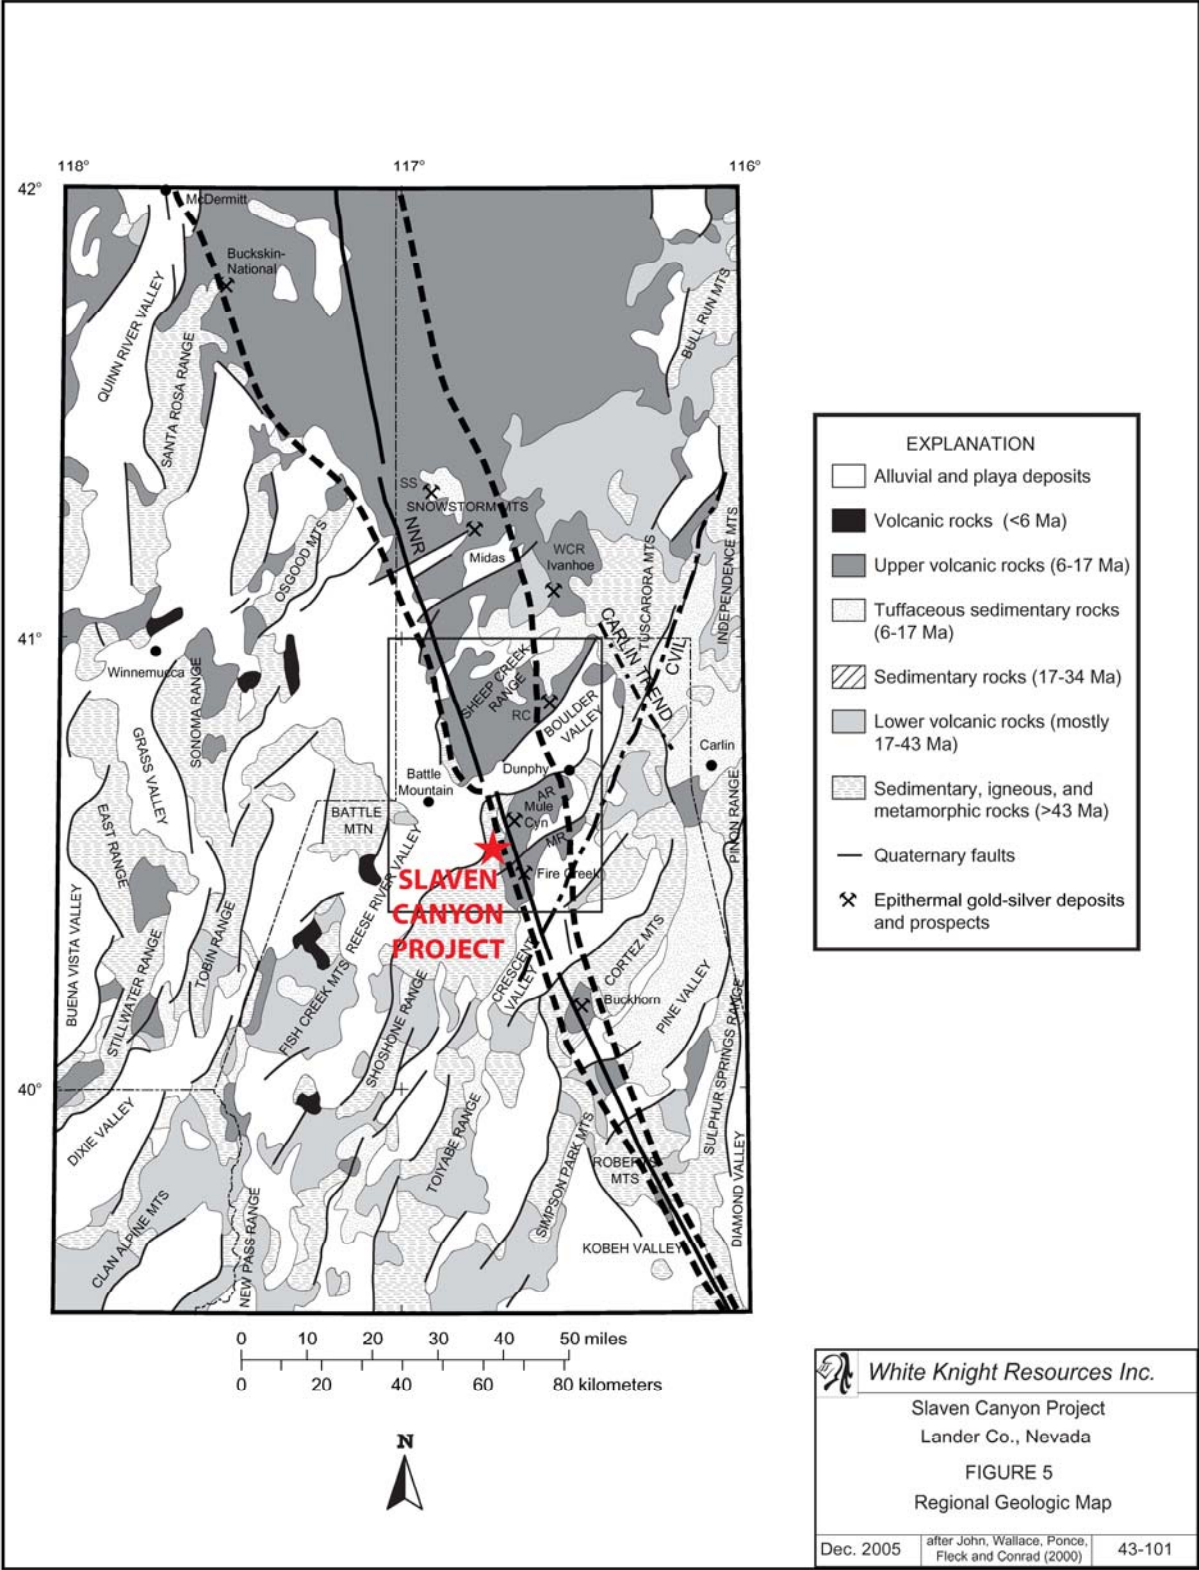 118°
117°
116°
42°
McDermitt
Buckskin-
National
QUINN RIVER VALLEY
SANTA ROSA RANGE
BULL RUN MTS
SS
SNOWSTORM MTS
NNR
Midas
WCR
Ivanhoe
OSGOOD MTS
TUSCARORA MTS
INDEPENDENCE MTS
41°
CARLIN TREND
CVIL
Winnemucca
SONOMA RANGE
SHEEP CREEK
RANGE
RC
BOULDER
VALLEY
GRASS VALLEY
Carlin
Battle
Mountain
Dunphy
AR
Mule
Cyn
BATTLE
MTN
MR
PINON RANGE
EAST RANGE
REESE RIVER VALLEY
Fire Creek
SLAVEN
CANYON
PROJECT
BUENA VISTA VALLEY
STILLWATER RANGE
TOBIN RANGE
FISH CREEK MTS
SHOSHONE RANGE
CRESCENT
VALLEY
CORTEZ MTS
Buckhorn
PINE VALLEY
SULPHUR SPRINGS RANGE
40°
DIXIE VALLEY
TOIYABE RANGE
SIMPSON PARK MTS
ROBERTS
MTS
DIAMOND VALLEY
CLAN ALPINE MTS
NEW PASS RANGE
KOBEH VALLEY
EXPLANATION
Alluvial and playa deposits
Volcanic rocks (<6 Ma)
Upper volcanic rocks (6-17 Ma)
Tuffaceous sedimentary rocks
(6-17 Ma)
Sedimentary rocks (17-34 Ma)
Lower volcanic rocks (mostly
17-43 Ma)
Sedimentary, igneous, and
metamorphic rocks (>43 Ma)
Quaternary faults
Epithermal gold-silver deposits
and prospects
0 10 20 30 40 50 miles
0 20 40 60 80 kilometers
N
White Knight Resources Inc.
Slaven Canyon Project
Lander Co., Nevada
FIGURE 5
Regional Geologic Map
Dec. 2005
after John, Wallace, Ponce,
Fleck and Conrad (2000)
43-101